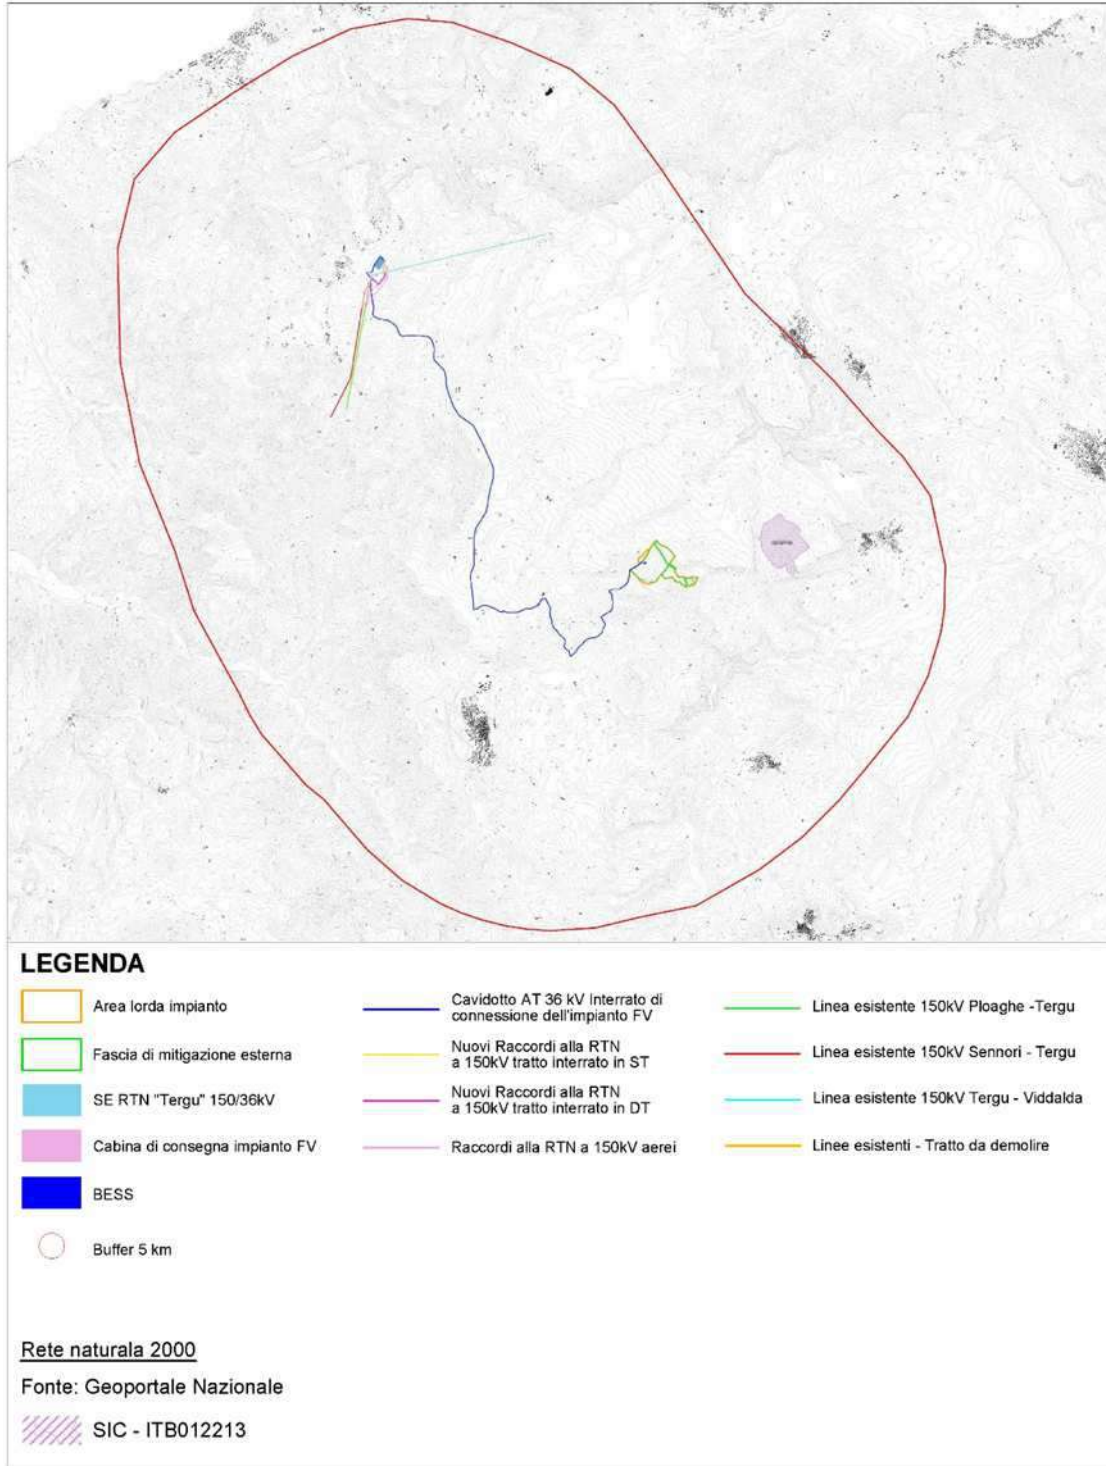 LEGENDA
Area lorda impianto
Fascia di mitigazione esterna
SE RTN "Tergu" 150/36kV
Cabina di consegna impianto FV
BESS
Buffer 5 km
Cavidotto AT 36 kV Interrato di
connessione dell'impianto FV
Nuovi Raccordi alla RTN
a 150kV tratto interrato in ST
Nuovi Raccordi alla RTN
a 150kV tratto interrato in DT
Raccordi alla RTN a 150kV aerei
Linea esistente 150kV Ploaghe -Tergu
Linea esistente 150kV Sennori - Tergu
Linea esistente 150kV Tergu - Viddalda
Linee esistenti - Tratto da demolire
Rete naturala 2000
Fonte: Geoportale Nazionale
SIC - ITB012213